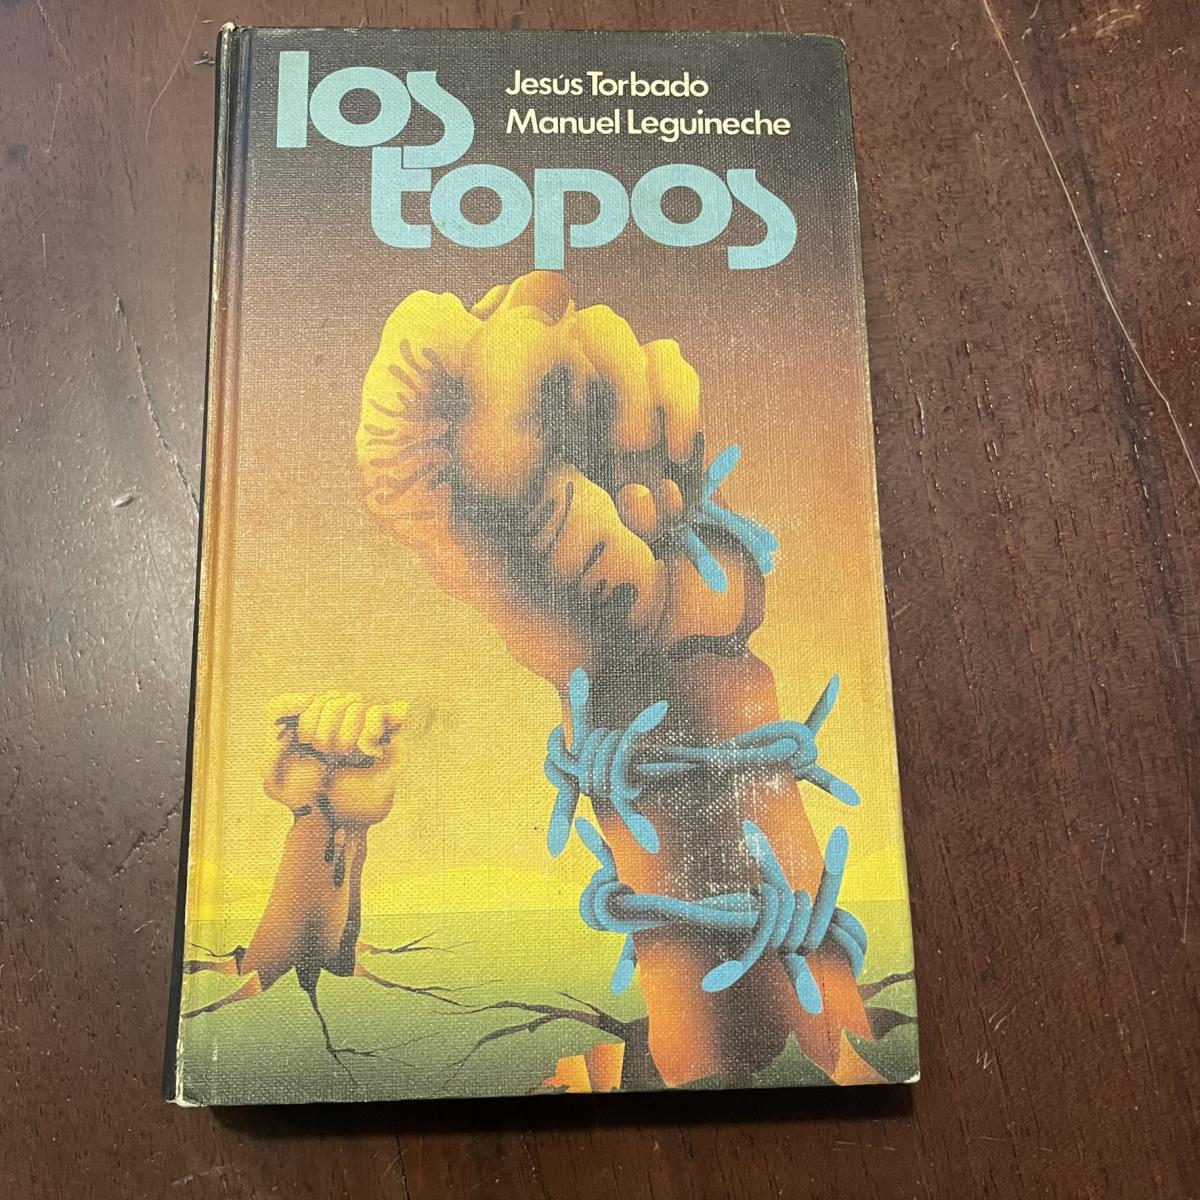 los
topos
Jesús Torbado
Manuel Leguineche